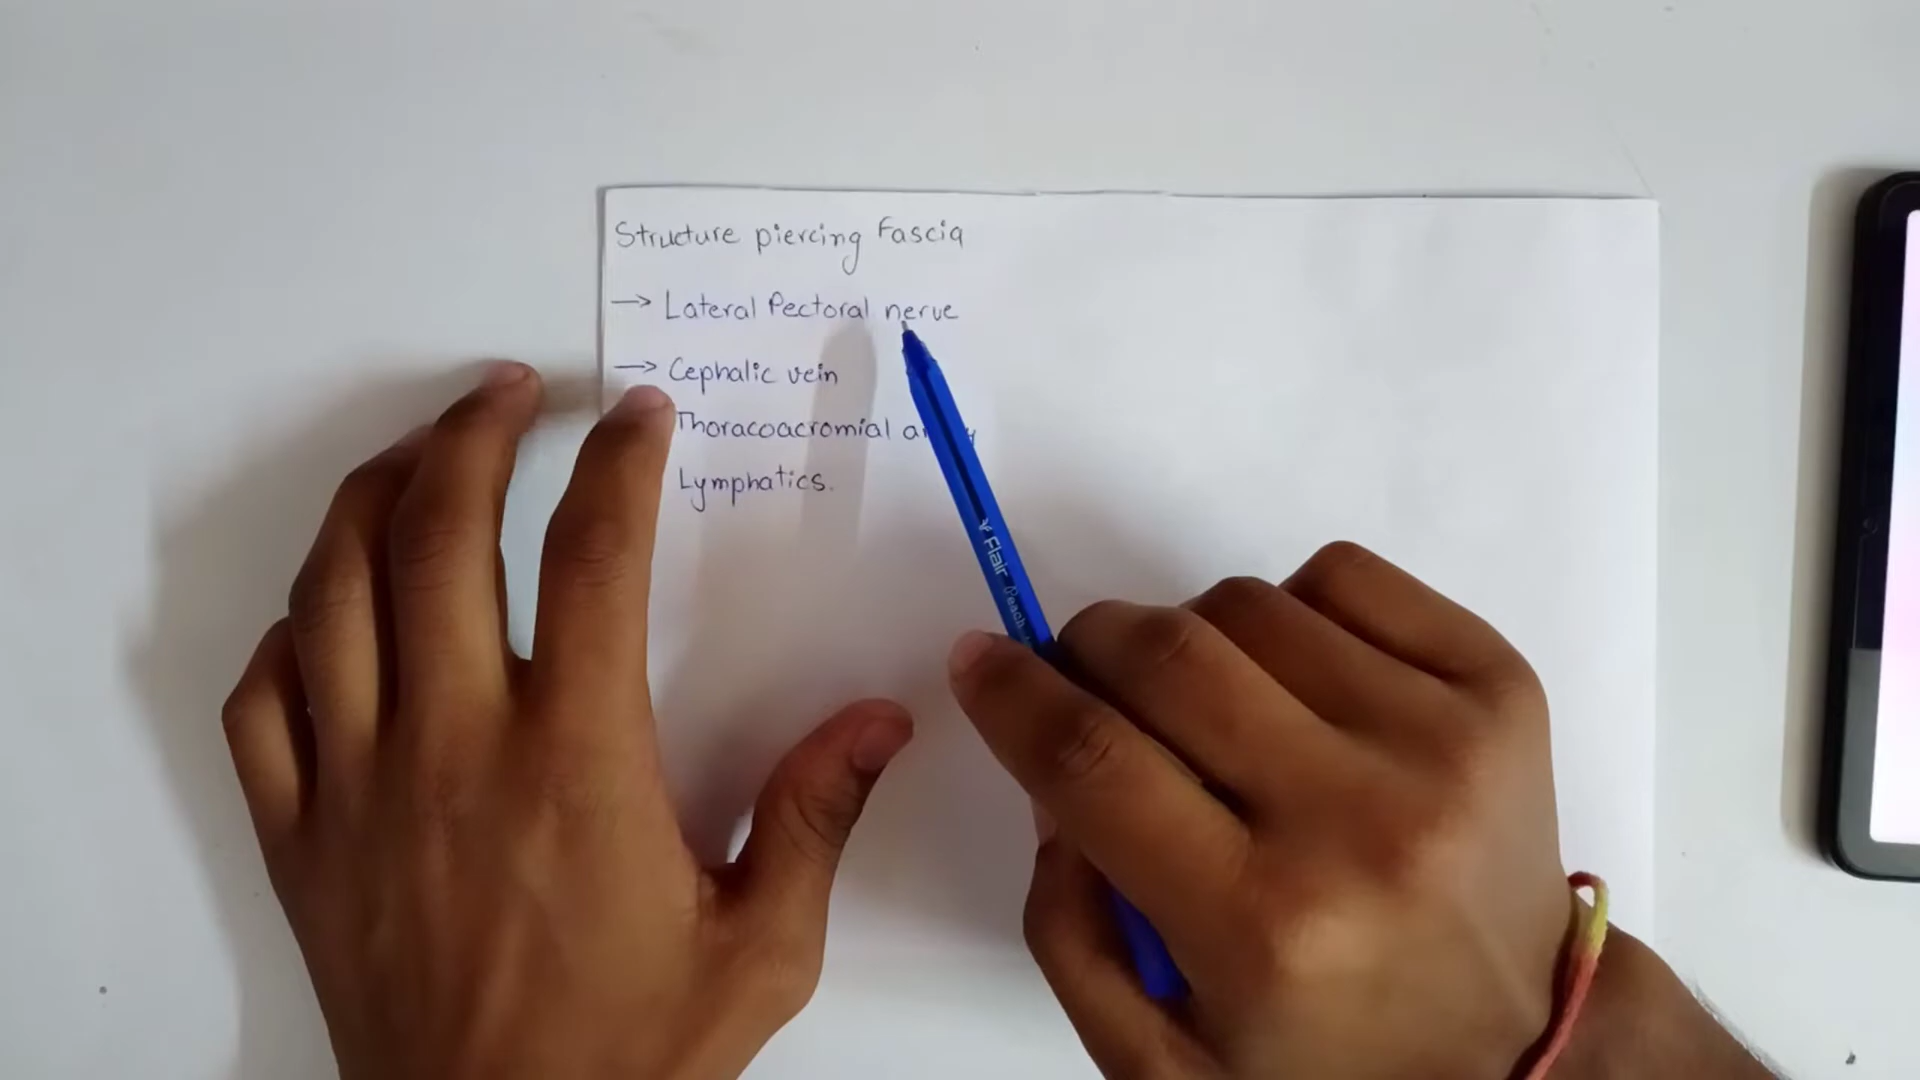 Structure piercing Fascia
→ Lateral Pectoral nerve
→ Cephalic vein
Thoracoacromial
Lymphatics.
Flair